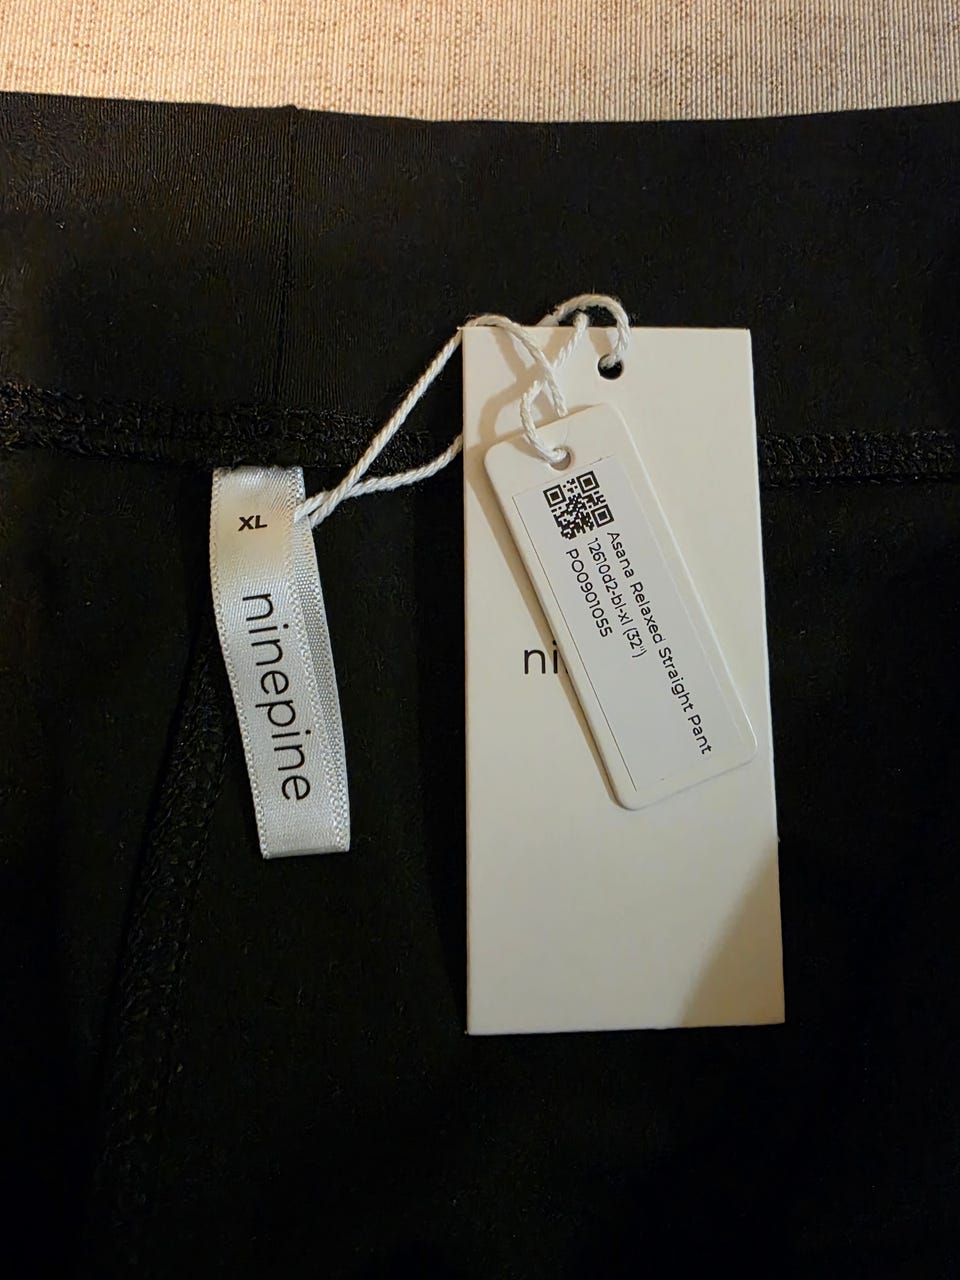 XL
ninepine
ni
Asana Relaxed Straight Pant
12610d2-bl-xl (32")
PO0901055